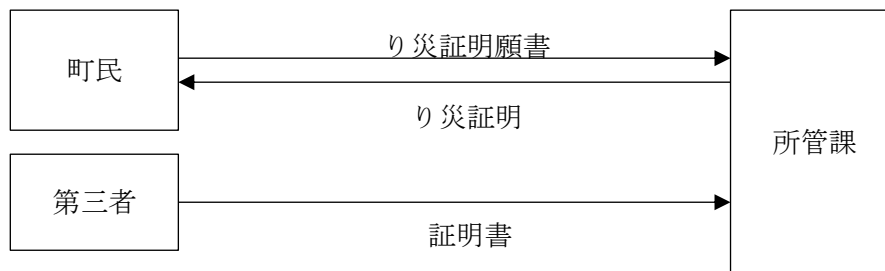 り災証明願書
町民
り災証明
所管課
第三者
証明書